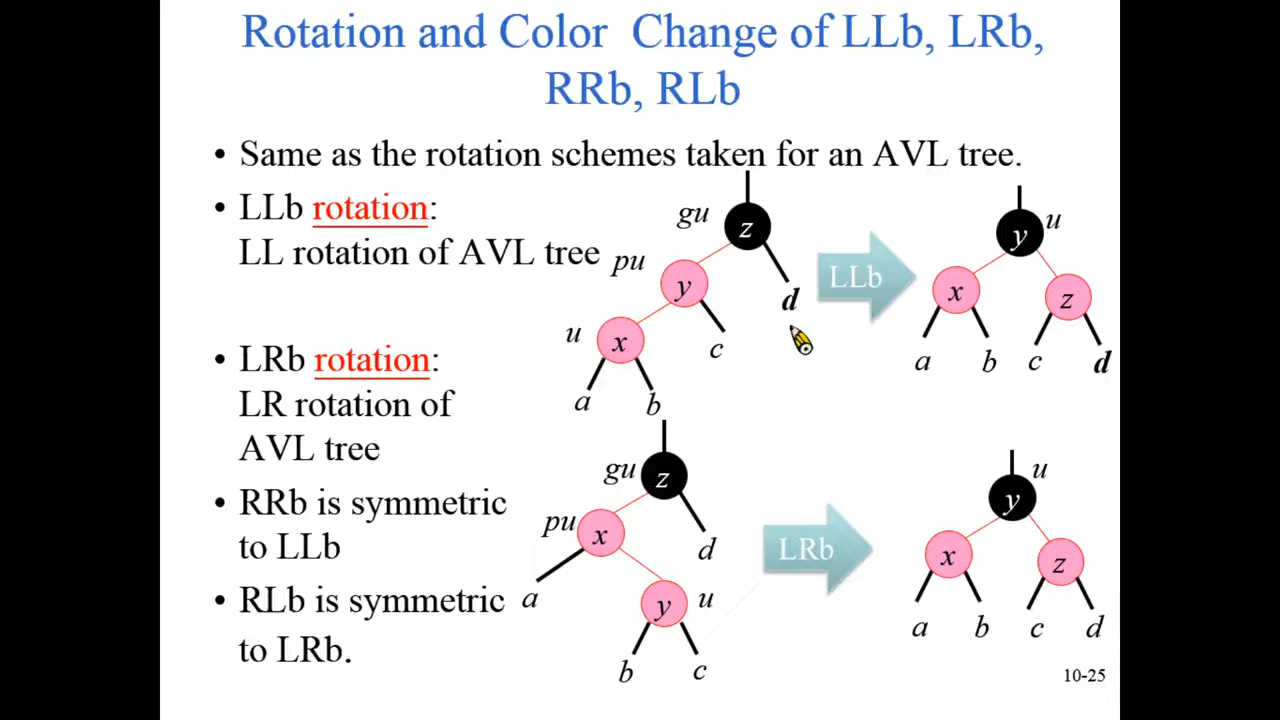 Rotation and Color Change of LLb, LRb,
RRb, RLb
• Same as the rotation schemes taken for an AVL tree.
• LLb rotation:
LL rotation of AVL tree
gu
z
pu
y
d
u
x
c
a
b
LLb
y
u
x
z
a
b
c
d
• LRb rotation:
LR rotation of
AVL tree
• RRb is symmetric
to LLb
• RLb is symmetric
to LRb.
gu
z
pu
x
d
a
y
u
b
c
LRb
u
y
x
z
a
b
c
d
10-25